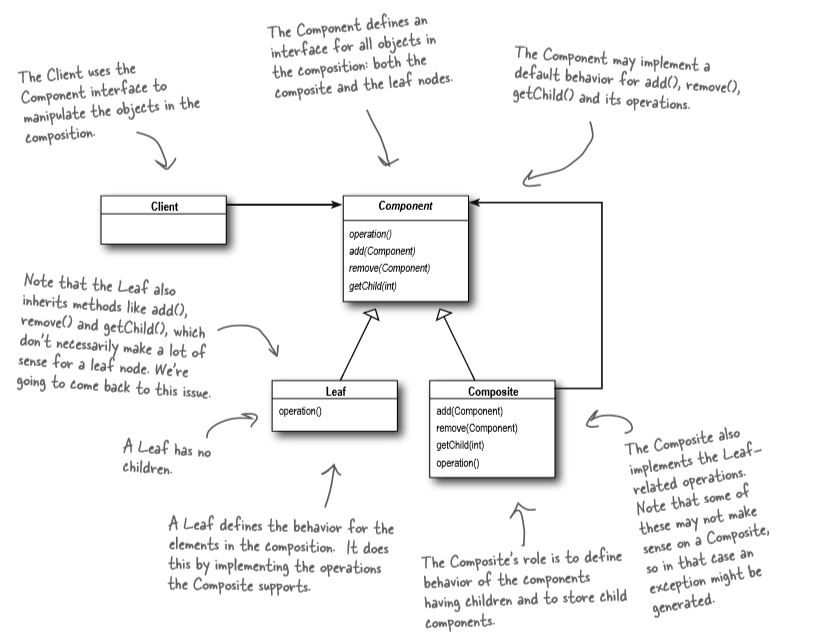 The Client uses the
Component interface to
manipulate the objects in the
composition.
The Component defines an
interface for all objects in
the composition: both the
composite and the leaf nodes.
The Component may implement a
default behavior for add(), remove(),
getChild() and its operations.
Client
Component
operation()
add(Component)
remove(Component)
getChild(int)
Note that the Leaf also
inherits methods like add(),
remove() and getChild(), which
don't necessarily make a lot of
sense for a leaf node. We're
going to come back to this issue.
Leaf
operation()
Composite
add(Component)
remove(Component)
getChild(int)
operation()
A Leaf has no
children.
The Composite also
implements the Leaf-
related operations.
Note that some of
these may not make
sense on a Composite,
so in that case an
exception might be
generated.
A Leaf defines the behavior for the
elements in the composition. It does
this by implementing the operations
the Composite supports.
The Composite's role is to define
behavior of the components
having children and to store child
components.